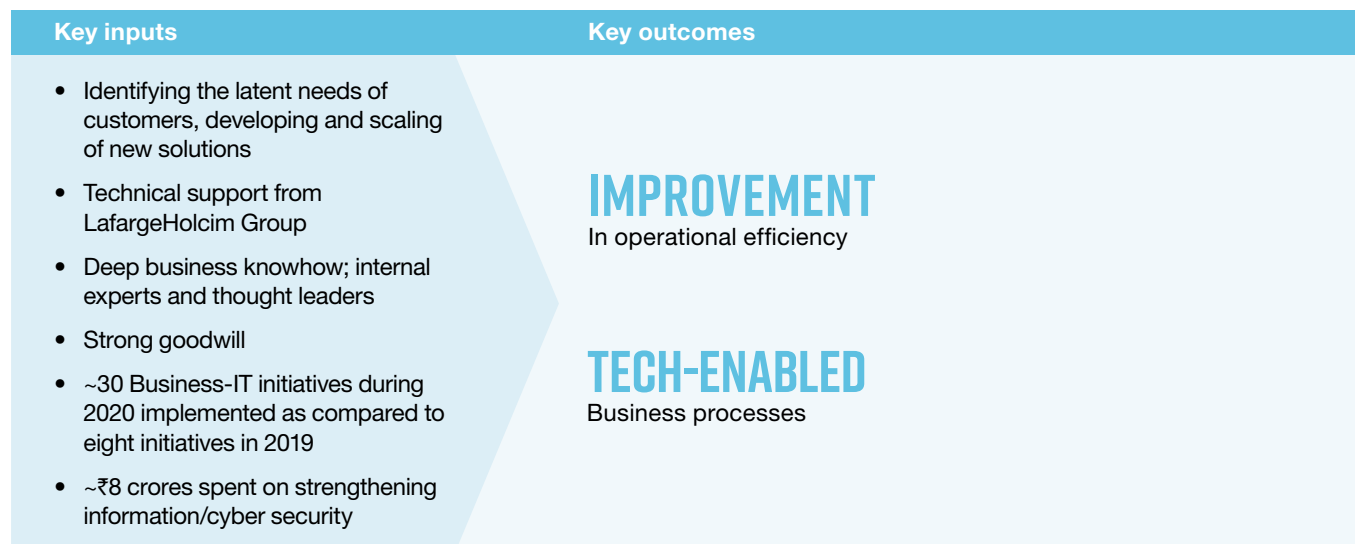 Key inputs
Key outcomes
• Identifying the latent needs of
customers, developing and scaling
of new solutions
• Technical support from
LafargeHolcim Group
• Deep business knowhow; internal
experts and thought leaders
• Strong goodwill
• ~30 Business-IT initiatives during
2020 implemented as compared to
eight initiatives in 2019
• ~₹8 crores spent on strengthening
information/cyber security
IMPROVEMENT
In operational efficiency
TECH-ENABLED
Business processes